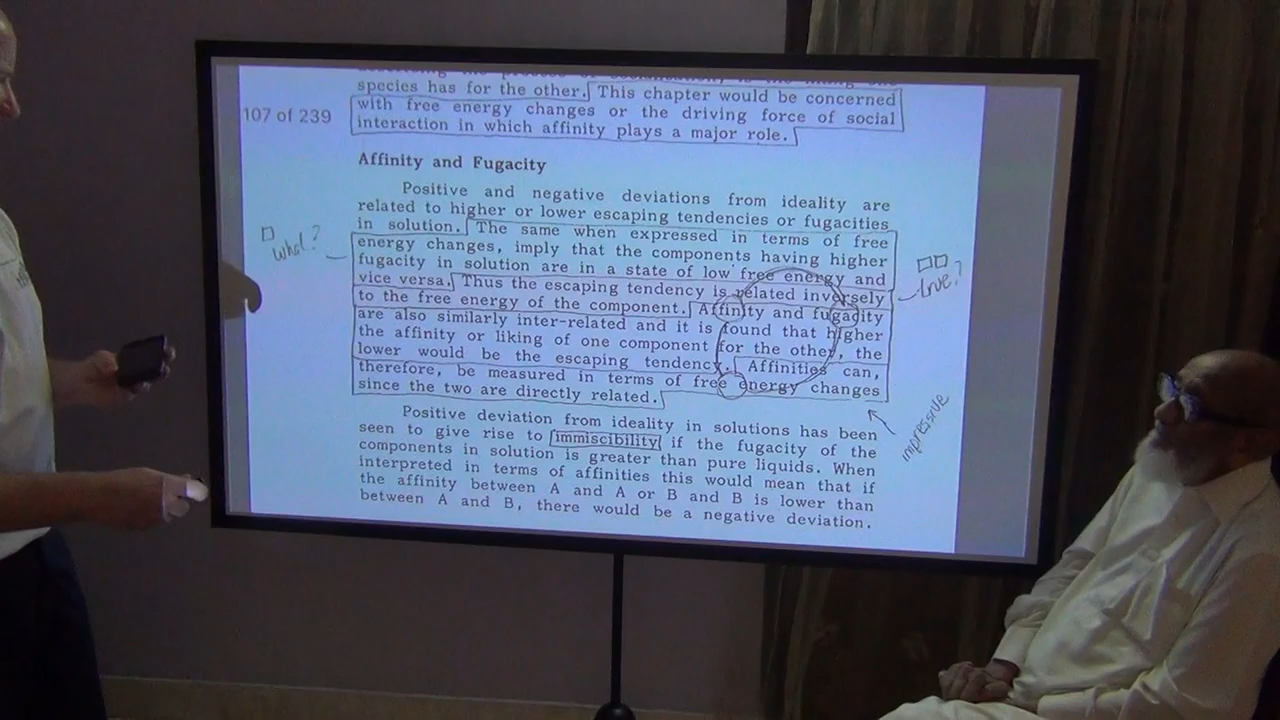 species has for the other. This chapter would be concerned
with free energy changes or the driving force of social
interaction in which affinity plays a major role.
107 of 239
Affinity and Fugacity
Positive and negative deviations from ideality are
related to higher or lower escaping tendencies or fugacities
in solution. The same when expressed in terms of free
energy changes, imply that the components having higher
fugacity in solution are in a state of low free energy and
vice versa. Thus the escaping tendency is related inversely
to the free energy of the component. Affinity and fugacity
are also similarly inter-related and it is found that higher
the affinity or liking of one component for the other, the
lower would be the escaping tendency. Affinities can,
therefore, be measured in terms of free energy changes
since the two are directly related.
what?
true?
impressive
Positive deviation from ideality in solutions has been
seen to give rise to immiscibility if the fugacity of the
components in solution is greater than pure liquids. When
interpreted in terms of affinities this would mean that if
the affinity between A and A or B and B is lower than
between A and B, there would be a negative deviation.